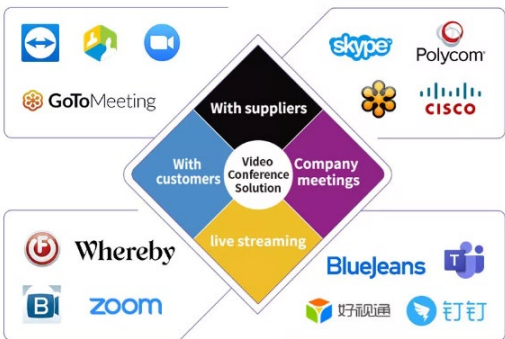 skype
Polycom
GoToMeeting
CISCO
With suppliers
With
customers
Video
Conference
Solution
Company
meetings
live streaming
F
Whereby
B
zoom
BlueJeans
T
好视通
钉钉